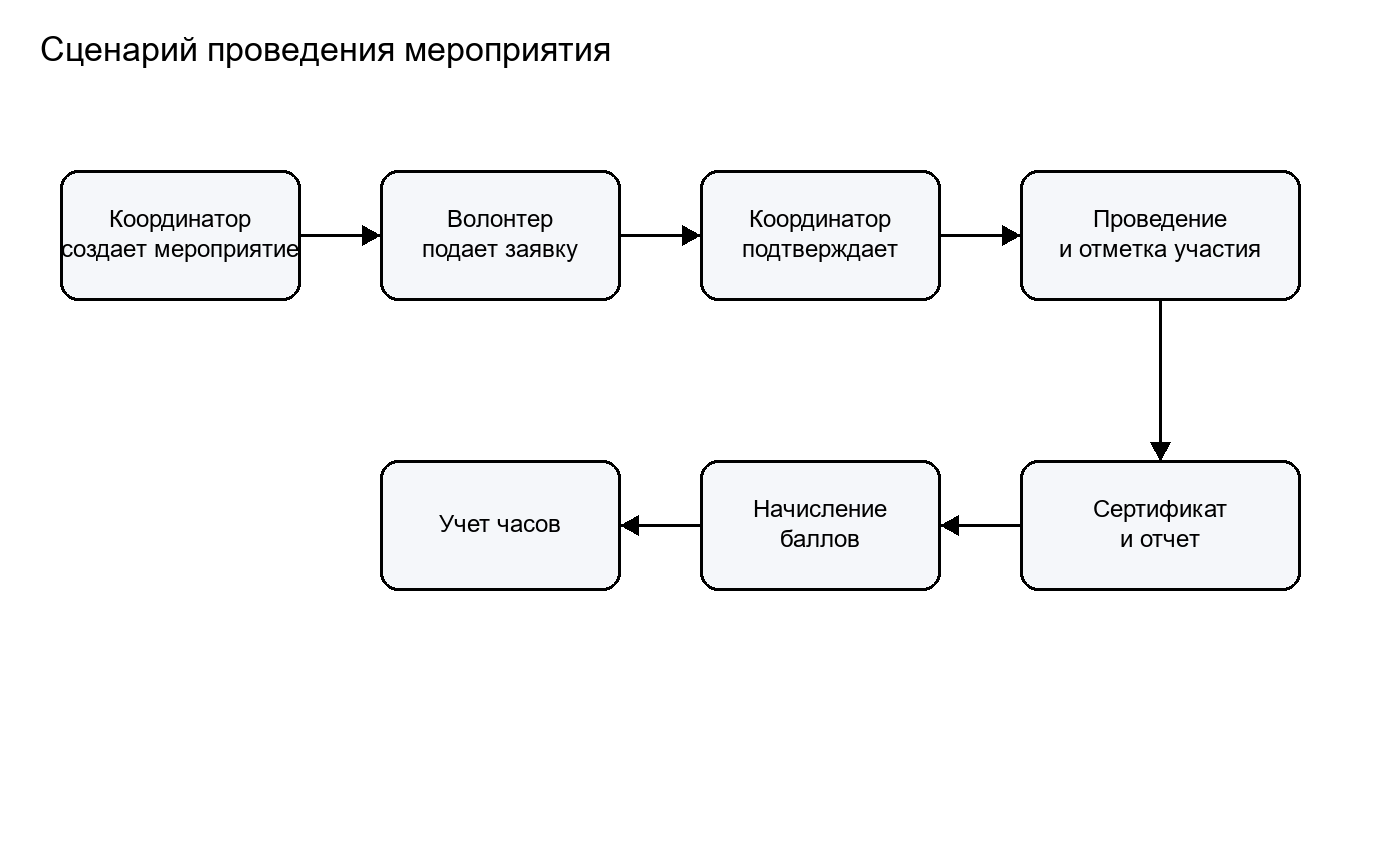 Сценарий проведения мероприятия
Координатор
создает мероприятие
Волонтер
подает заявку
Координатор
подтверждает
Проведение
и отметка участия
Сертификат
и отчет
Начисление
баллов
Учет часов